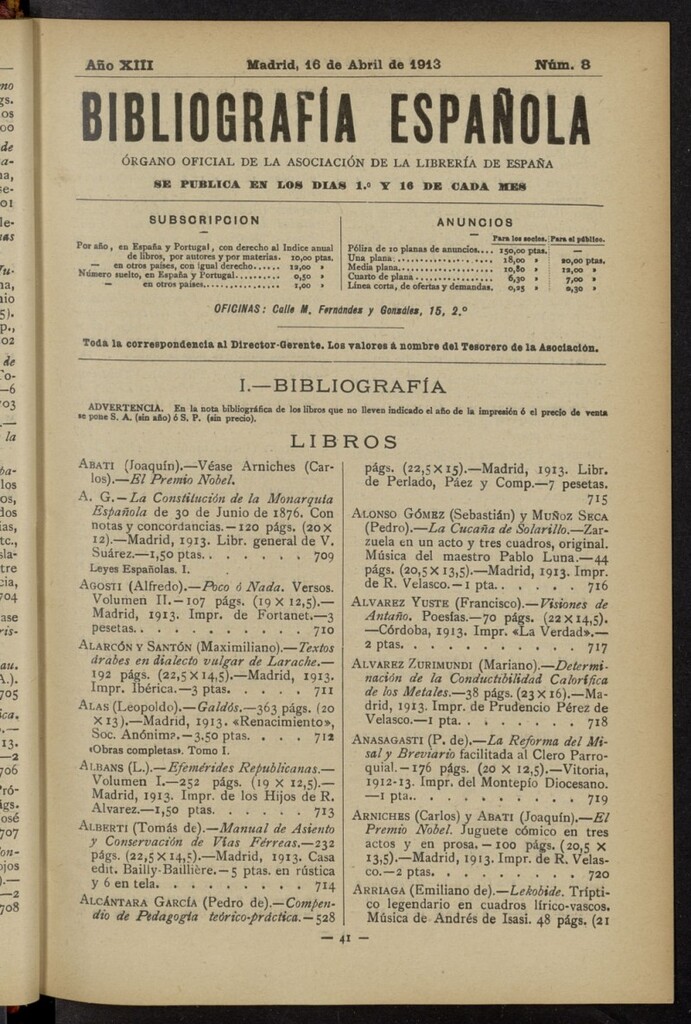 Año XIII Madrid, 16 de Abril de 1913 Núm. 8
BIBLIOGRAFÍA ESPAÑOLA
ÓRGANO OFICIAL DE LA ASOCIACIÓN DE LA LIBRERÍA DE ESPAÑA
SE PUBLICA EN LOS DIAS 1.º Y 16 DE CADA MES
SUBSCRIPCION
Por año, en España y Portugal, con derecho al Indice anual
de libros, por autores y por materias. 10,00 ptas.
— en otros países, con igual derecho...... 12,00 »
Número suelto, en España y Portugal........ 0,50 »
— en otros países............... 1,00 »
ANUNCIOS
Para los socios. Para el público.
Póliza de 10 planas de anuncios.... 150,00 ptas. —
Una plana........................ 18,00 » 20,00 ptas.
Media plana..................... 10,80 » 12,00 »
Cuarto de plana.................. 6,30 » 7,00 »
Línea corta, de ofertas y demandas. 0,25 » 0,30 »
OFICINAS: Calle M. Fernández y González, 15, 2.º
Toda la correspondencia al Director-Gerente. Los valores á nombre del Tesorero de la Asociación.
I.—BIBLIOGRAFÍA
ADVERTENCIA. En la nota bibliográfica de los libros que no lleven indicado el año de la impresión ó el precio de venta
se pone S. A. (sin año) ó S. P. (sin precio).
LIBROS
ABATI (Joaquín).—Véase Arniches (Car-
los).—El Premio Nobel.
A. G.—La Constitución de la Monarquía
Española de 30 de Junio de 1876. Con
notas y concordancias.—120 págs. (20 X
12).—Madrid, 1913. Libr. general de V.
Suárez.—1,50 ptas. . . . . . . 709
Leyes Españolas. I.
AGOSTI (Alfredo).—Poco ó Nada. Versos.
Volumen II.—107 págs. (19 X 12,5).—
Madrid, 1913. Impr. de Fortanet.—3
pesetas. . . . . . . . . . 710
ALARCÓN Y SANTÓN (Maximiliano).—Textos
árabes en dialecto vulgar de Larache.—
192 págs. (22,5 X 14,5).—Madrid, 1913.
Impr. Ibérica.—3 ptas. . . . . 711
ALAS (Leopoldo).—Galdós.—363 págs. (20
X 13).—Madrid, 1913. «Renacimiento»,
Soc. Anónima.—3,50 ptas. . . . 712
«Obras completas». Tomo I.
ALBANS (L.).—Efemérides Republicanas.—
Volumen I.—252 págs. (19 X 12,5).—
Madrid, 1913. Impr. de los Hijos de R.
Alvarez.—1,50 ptas. . . . . . 713
ALBERTI (Tomás de).—Manual de Asiento
y Conservación de Vías Férreas.—232
págs. (22,5 X 14,5).—Madrid, 1913. Casa
edit. Bailly-Baillière.—5 ptas. en rústica
y 6 en tela. . . . . . . . . 714
ALCÁNTARA GARCÍA (Pedro de).—Compen-
dio de Pedagogía teórico-práctica.—528
págs. (22,5 X 15).—Madrid, 1913. Libr.
de Perlado, Páez y Comp.—7 pesetas.
715
ALONSO GÓMEZ (Sebastián) y MUÑOZ SECA
(Pedro).—La Cucaña de Solarillo.—Zar-
zuela en un acto y tres cuadros, original.
Música del maestro Pablo Luna.—44
págs. (20,5 X 13,5).—Madrid, 1913. Impr.
de R. Velasco.—1 pta. . . . . . 716
ALVAREZ YUSTE (Francisco).—Visiones de
Antaño. Poesías.—70 págs. (22 X 14,5).
—Córdoba, 1913. Impr. «La Verdad».—
2 ptas. . . . . . . . . . . 717
ALVAREZ ZURIMUNDI (Mariano).—Determi-
nación de la Conductibilidad Calorífica
de los Metales.—38 págs. (23 X 16).—Ma-
drid, 1913. Impr. de Prudencio Pérez de
Velasco.—1 pta. . . . . . . . 718
ANASAGASTI (P. de).—La Reforma del Mi-
sal y Breviario facilitada al Clero Parro-
quial.—176 págs. (20 X 12,5).—Vitoria,
1912-13. Impr. del Montepío Diocesano.
—1 pta. . . . . . . . . . . 719
ARNICHES (Carlos) y ABATI (Joaquín).—El
Premio Nobel. Juguete cómico en tres
actos y en prosa.—100 págs. (20,5 X
13,5).—Madrid, 1913. Impr. de R. Velas-
co.—2 ptas. . . . . . . . . 720
ARRIAGA (Emiliano de).—Lekobide. Trípti-
co legendario en cuadros lírico-vascos.
Música de Andrés de Isasi. 48 págs. (21
— 41 —